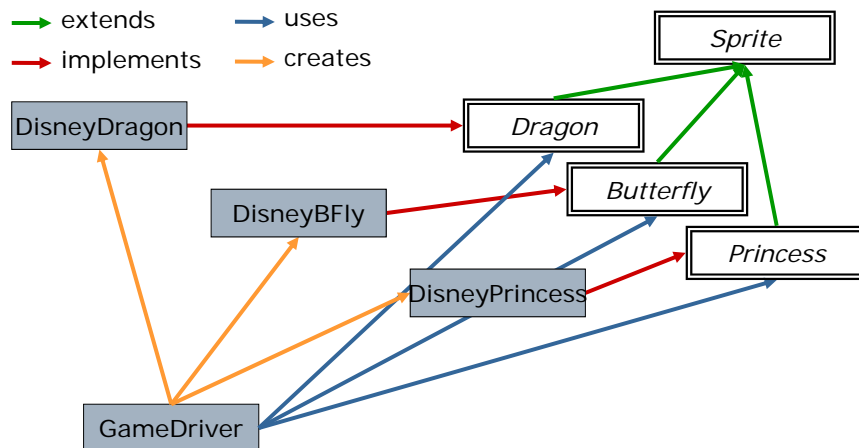 extends
uses
implements
creates
Sprite
DisneyDragon
Dragon
DisneyBFly
Butterfly
Princess
DisneyPrincess
GameDriver